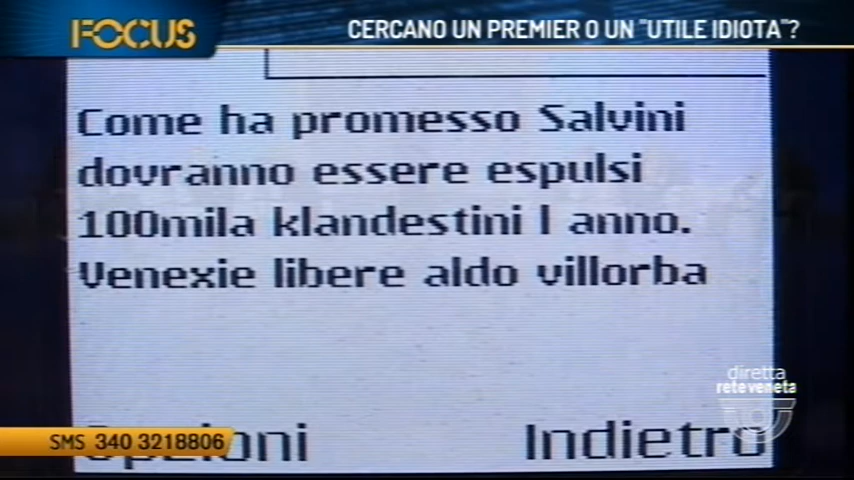 FOCUS
CERCANO UN PREMIER O UN "UTILE IDIOTA"?
Come ha promesso Salvini
dovranno essere espulsi
100mila klandestini l anno.
Venexie libere aldo villorba
diretta
reteveneta
SMS 340 3218806
Opzioni
Indietro